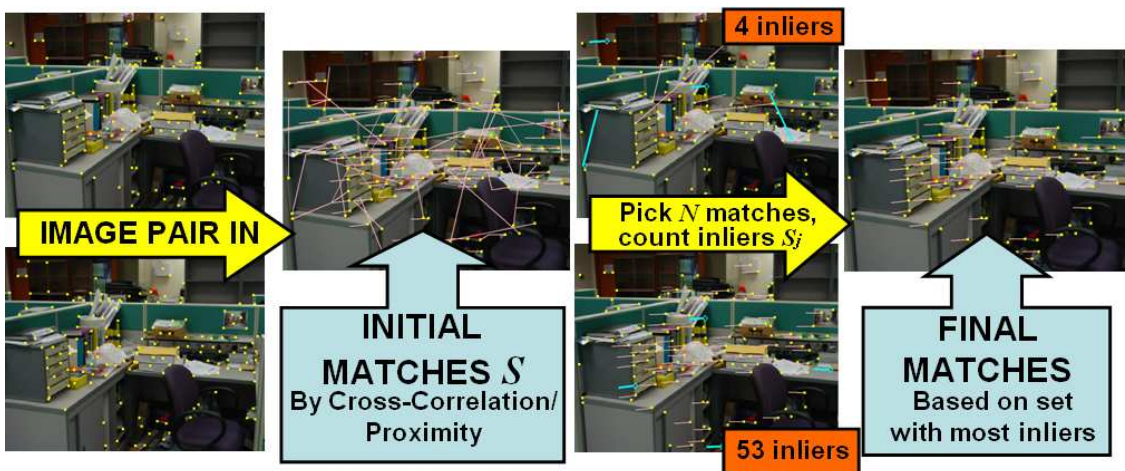 IMAGE PAIR IN
INITIAL
MATCHES S
By Cross-Correlation/
Proximity
4 inliers
Pick N matches,
count inliers Sj
53 inliers
FINAL
MATCHES
Based on set
with most inliers